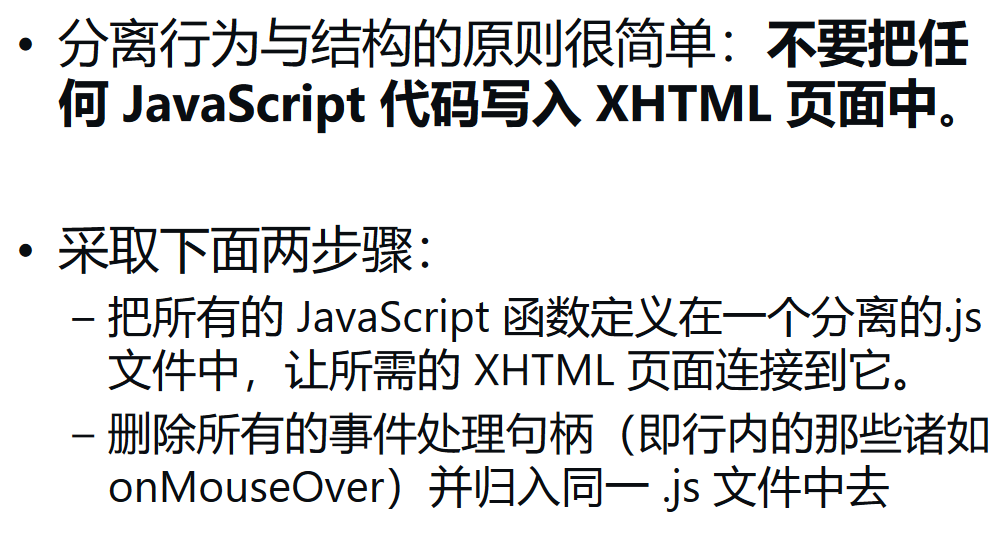 • 分离行为与结构的原则很简单：不要把任
何 JavaScript 代码写入 XHTML 页面中。
• 采取下面两步骤：
– 把所有的 JavaScript 函数定义在一个分离的.js
文件中，让所需的 XHTML 页面连接到它。
– 删除所有的事件处理句柄（即行内的那些诸如
onMouseOver）并归入同一 .js 文件中去